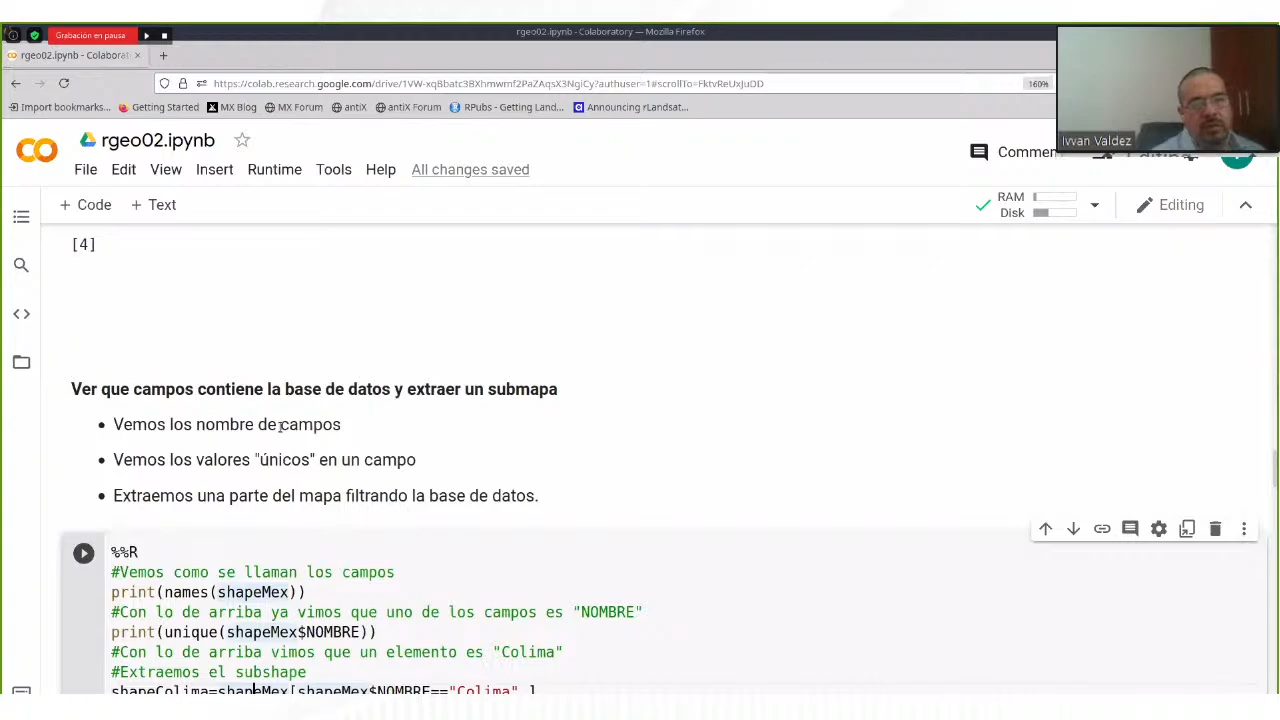 Grabación en pausa
rgeo02.ipynb - Colaboratory — Mozilla Firefox
rgeo02.ipynb - Colaborat
https://colab.research.google.com/drive/1VW-xqBbatc3BXhmwmf2PaZAqsX3NgiCy?authuser=1#scrollTo=FktvReUxJuDD
160%
Import bookmarks...
Getting Started
MX Blog
MX Forum
antiX
antiX Forum
RPubs - Getting Land...
Announcing rLandsat...
Ivvan Valdez
rgeo02.ipynb
Comment
File Edit View Insert Runtime Tools Help All changes saved
+ Code + Text
RAM
Disk
Editing
[4]
Ver que campos contiene la base de datos y extraer un submapa
• Vemos los nombre de campos
• Vemos los valores "únicos" en un campo
• Extraemos una parte del mapa filtrando la base de datos.
%%R
#Vemos como se llaman los campos
print(names(shapeMex))
#Con lo de arriba ya vimos que uno de los campos es "NOMBRE"
print(unique(shapeMex$NOMBRE))
#Con lo de arriba vimos que un elemento es "Colima"
#Extraemos el subshape
shapeColima=shapeMex[shapeMex$NOMBRE=="Colima",]